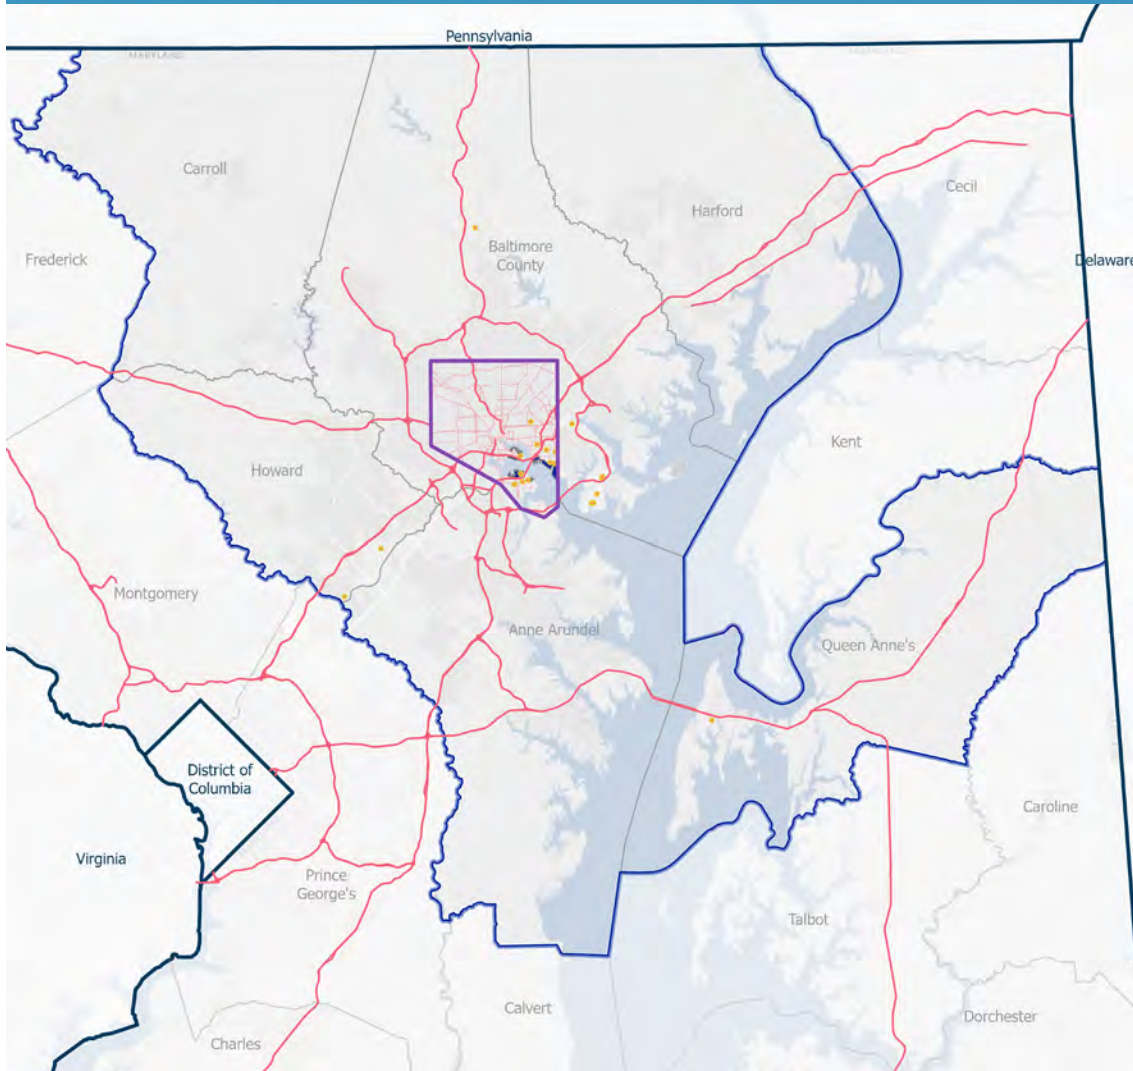 Pennsylvania
MARYLAND
Carroll
Harford
Cecil
Baltimore
County
Frederick
Delaware
Kent
Howard
Montgomery
Anne Arundel
Queen Anne's
District of
Columbia
Caroline
Virginia
Prince
George's
Talbot
Calvert
Dorchester
Charles